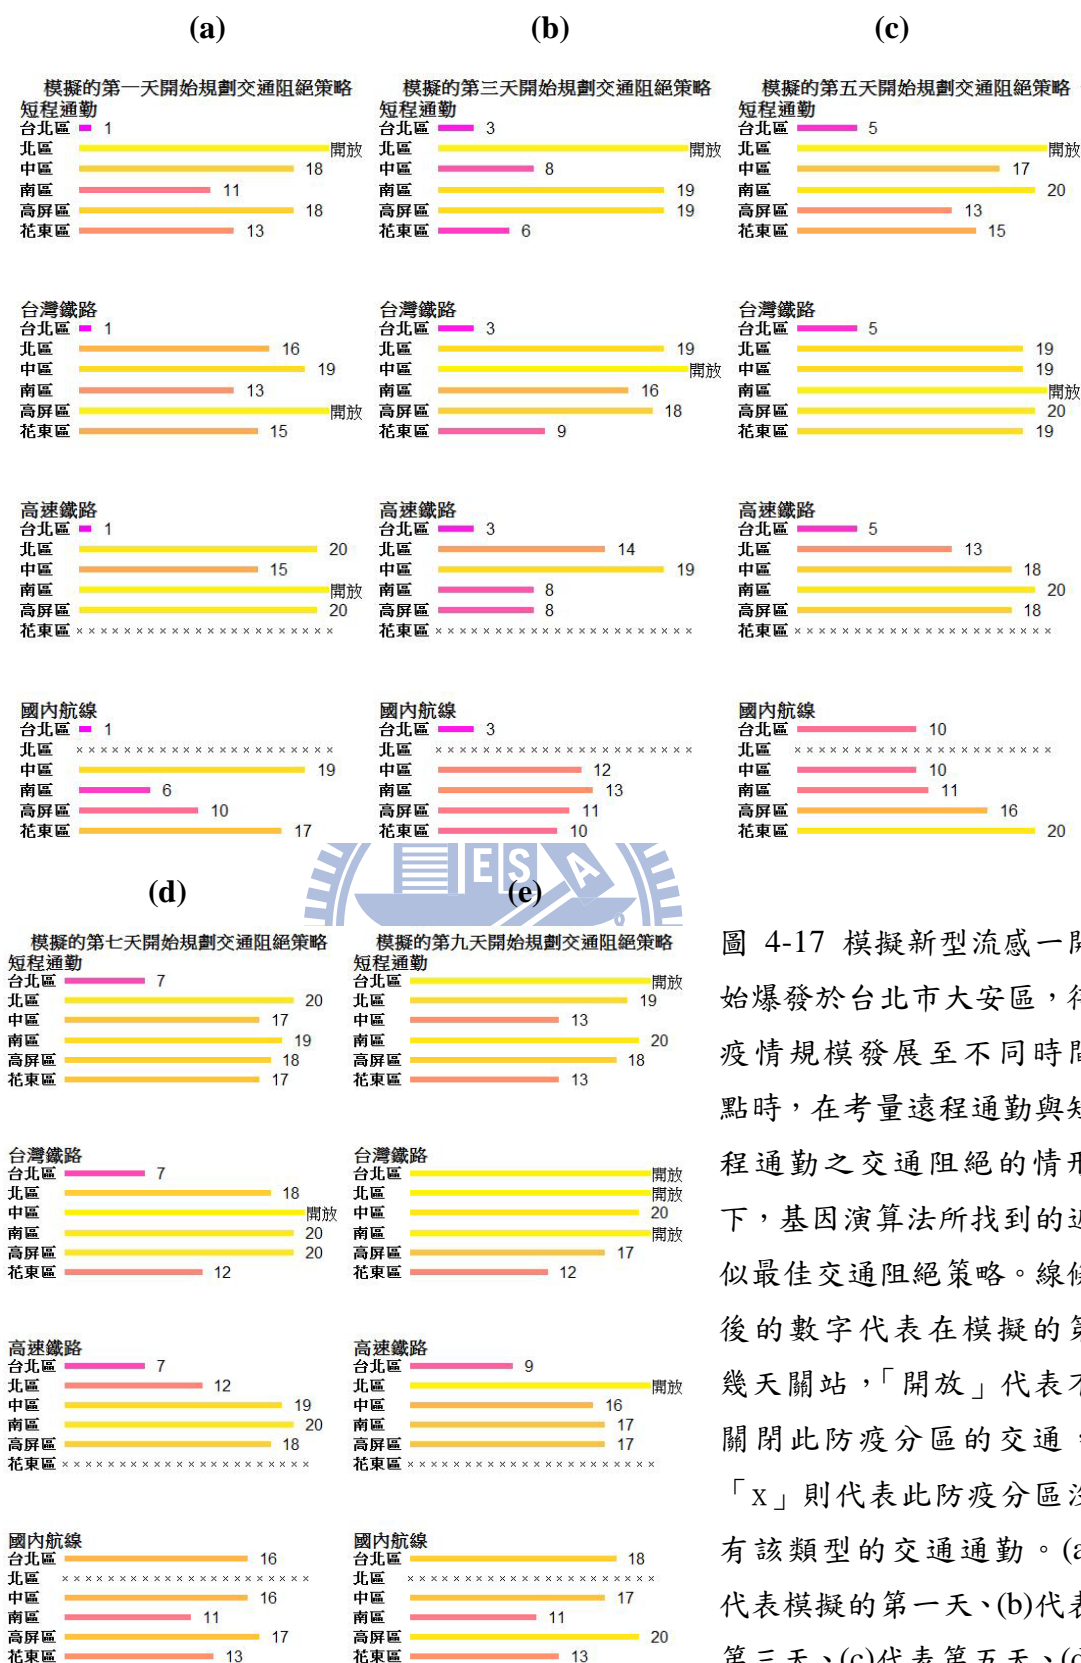 (a)
模擬的第一天開始規劃交通阻絕策略
短程通勤
台北區 1
北區 開放
中區 18
南區 11
高屏區 18
花東區 13
台灣鐵路
台北區 1
北區 16
中區 19
南區 13
高屏區 開放
花東區 15
高速鐵路
台北區 1
北區 20
中區 15
南區 開放
高屏區 20
花東區 × × × × × × × × × × × × × × × × × × × × × ×
國內航線
台北區 1
北區 × × × × × × × × × × × × × × × × × × × × × ×
中區 19
南區 6
高屏區 10
花東區 17
(b)
模擬的第三天開始規劃交通阻絕策略
短程通勤
台北區 3
北區 開放
中區 8
南區 19
高屏區 19
花東區 6
台灣鐵路
台北區 3
北區 19
中區 開放
南區 16
高屏區 18
花東區 9
高速鐵路
台北區 3
北區 14
中區 19
南區 8
高屏區 8
花東區 × × × × × × × × × × × × × × × × × × × × × ×
國內航線
台北區 3
北區 × × × × × × × × × × × × × × × × × × × × × ×
中區 12
南區 13
高屏區 11
花東區 10
(c)
模擬的第五天開始規劃交通阻絕策略
短程通勤
台北區 5
北區 開放
中區 17
南區 20
高屏區 13
花東區 15
台灣鐵路
台北區 5
北區 19
中區 19
南區 開放
高屏區 20
花東區 19
高速鐵路
台北區 5
北區 13
中區 18
南區 20
高屏區 18
花東區 × × × × × × × × × × × × × × × × × × × × × ×
國內航線
台北區 10
北區 × × × × × × × × × × × × × × × × × × × × × ×
中區 10
南區 11
高屏區 16
花東區 20
ESA
(d)
模擬的第七天開始規劃交通阻絕策略
短程通勤
台北區 7
北區 20
中區 17
南區 19
高屏區 18
花東區 17
台灣鐵路
台北區 7
北區 18
中區 開放
南區 20
高屏區 20
花東區 12
高速鐵路
台北區 7
北區 12
中區 19
南區 20
高屏區 18
花東區 × × × × × × × × × × × × × × × × × × × × × ×
國內航線
台北區 16
北區 × × × × × × × × × × × × × × × × × × × × × ×
中區 16
南區 11
高屏區 17
花東區 13
(e)
模擬的第九天開始規劃交通阻絕策略
短程通勤
台北區 開放
北區 19
中區 13
南區 20
高屏區 18
花東區 13
台灣鐵路
台北區 開放
北區 開放
中區 20
南區 開放
高屏區 17
花東區 12
高速鐵路
台北區 9
北區 開放
中區 16
南區 17
高屏區 17
花東區 × × × × × × × × × × × × × × × × × × × × × ×
國內航線
台北區 18
北區 × × × × × × × × × × × × × × × × × × × × × ×
中區 17
南區 11
高屏區 20
花東區 13
圖 4-17 模擬新型流感一開
始爆發於台北市大安區，
疫情規模發展至不同時間
點時，在考量遠程通勤與短
程通勤之交通阻絕的情形
下，基因演算法所找到的近
似最佳交通阻絕策略。線條
後的數字代表在模擬的第
幾天關站，「開放」代表不
關閉此防疫分區的交通，
「x」則代表此防疫分區沒
有該類型的交通通勤。(a
代表模擬的第一天、(b)代表
第三天、(c)代表第五天、(d